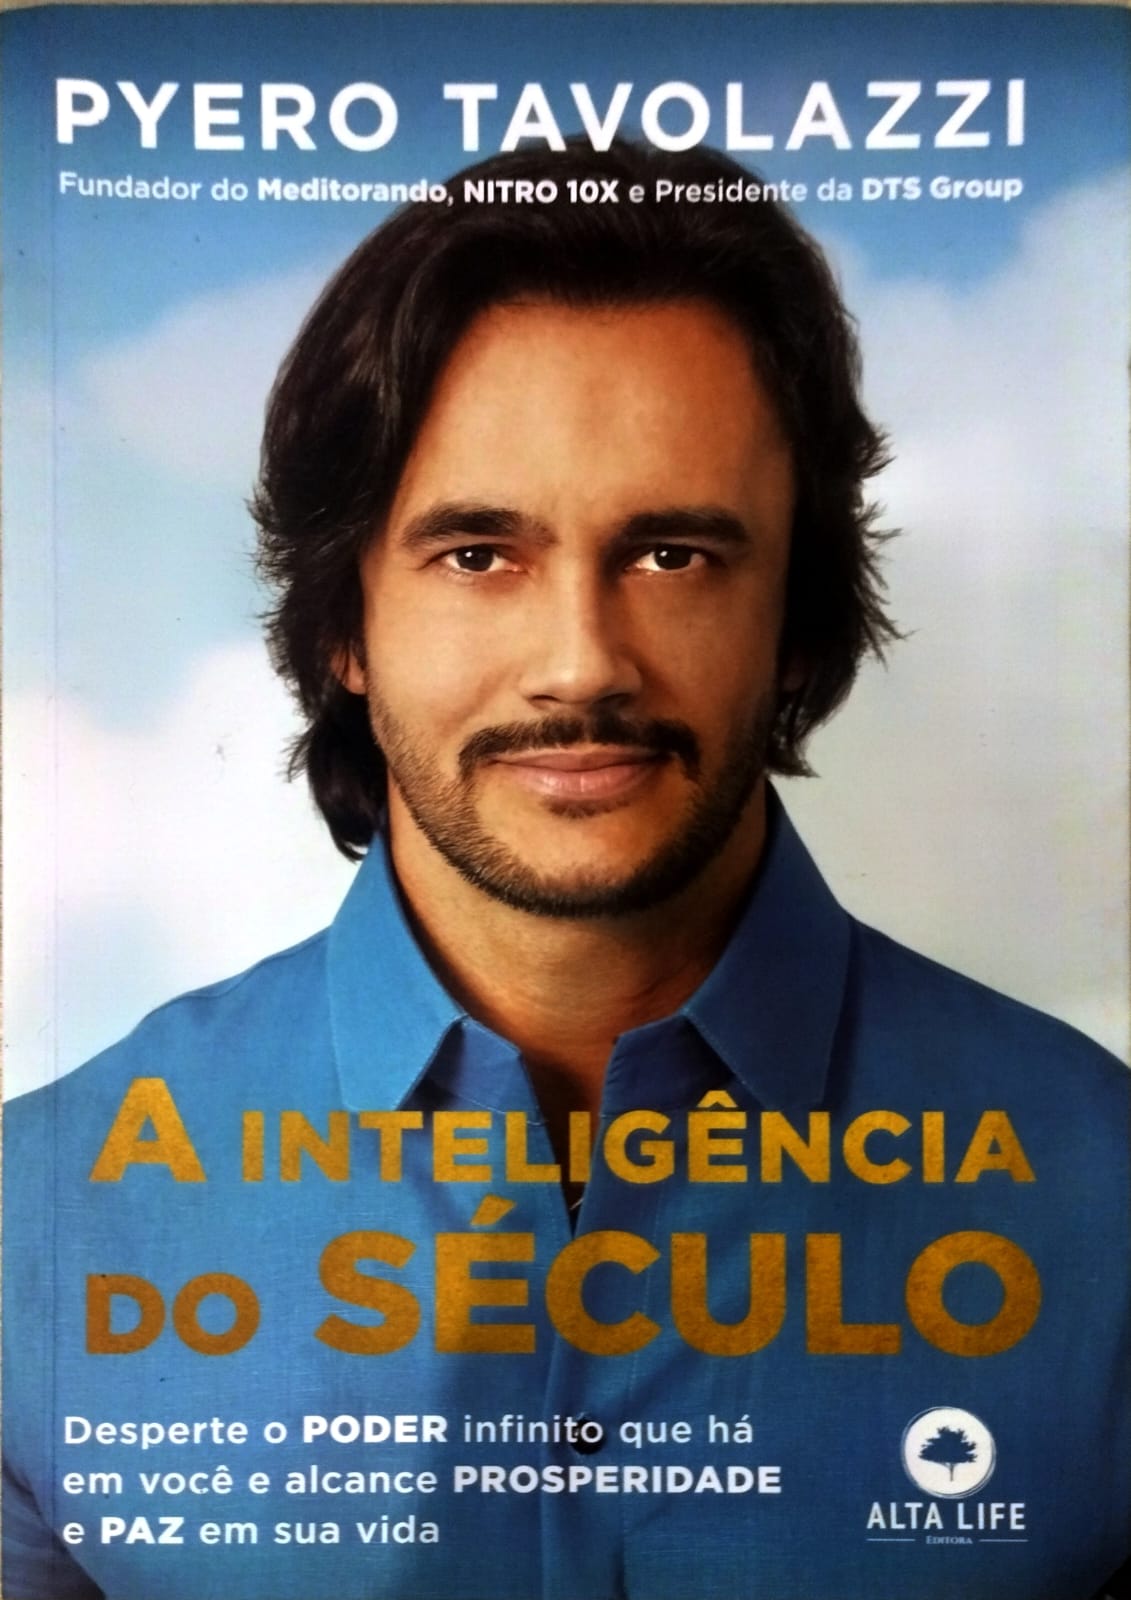 PYERO TAVOLAZZI
Fundador do Meditorando, NITRO 10X e Presidente da DTS Group
A INTELIGÊNCIA
DO SÉCULO
Desperte o PODER infinito que há
em você e alcance PROSPERIDADE
e PAZ em sua vida
ALTA LIFE
EDITORA